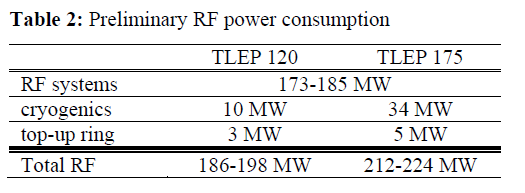 Table 2: Preliminary RF power consumption
TLEP 120 TLEP 175
RF systems 173-185 MW
cryogenics 10 MW 34 MW
top-up ring 3 MW 5 MW
Total RF 186-198 MW 212-224 MW